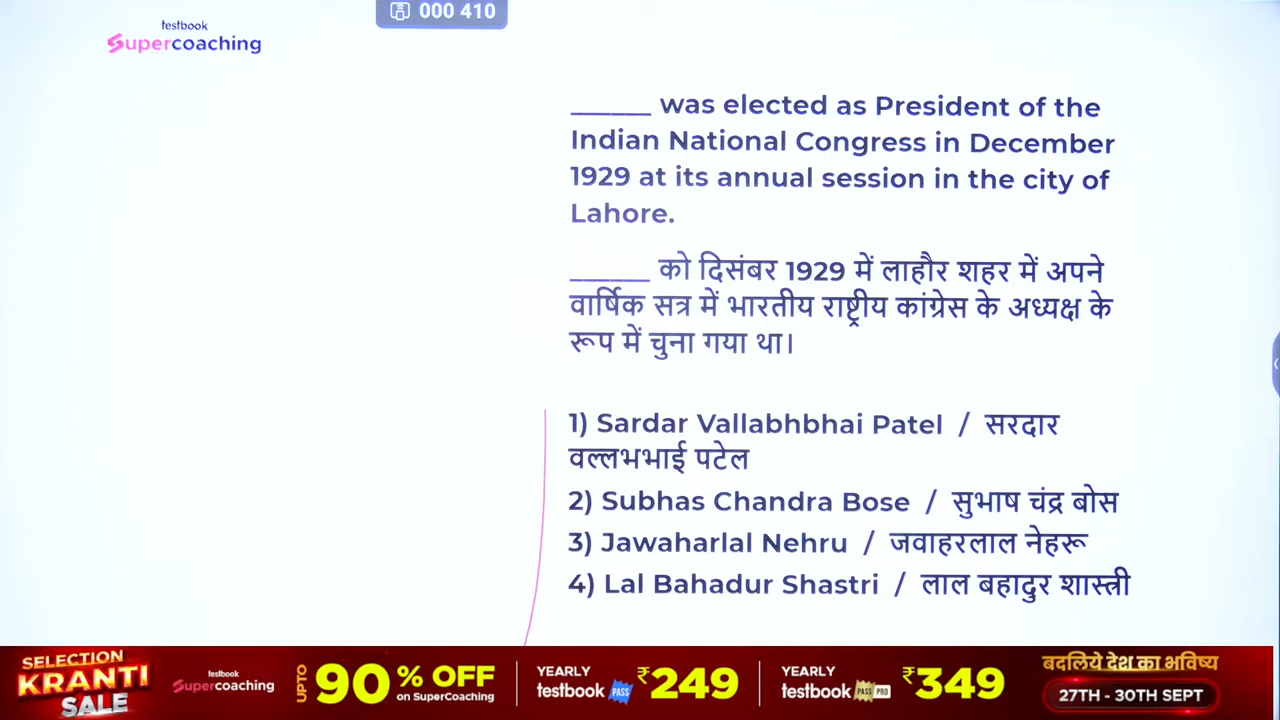 000 410
testbook
Supercoaching
______ was elected as President of the
Indian National Congress in December
1929 at its annual session in the city of
Lahore.
______ को दिसंबर 1929 में लाहौर शहर में अपने
वार्षिक सत्र में भारतीय राष्ट्रीय कांग्रेस के अध्यक्ष के
रूप में चुना गया था।
1) Sardar Vallabhbhai Patel / सरदार
वल्लभभाई पटेल
2) Subhas Chandra Bose / सुभाष चंद्र बोस
3) Jawaharlal Nehru / जवाहरलाल नेहरू
4) Lal Bahadur Shastri / लाल बहादुर शास्त्री
SELECTION
KRANTI
SALE
testbook
Supercoaching
UPTO
90% OFF
on SuperCoaching
YEARLY
testbook PASS
₹249
YEARLY
testbook PASS PRO
₹349
बदलिये देश का भविष्य
27TH - 30TH SEPT